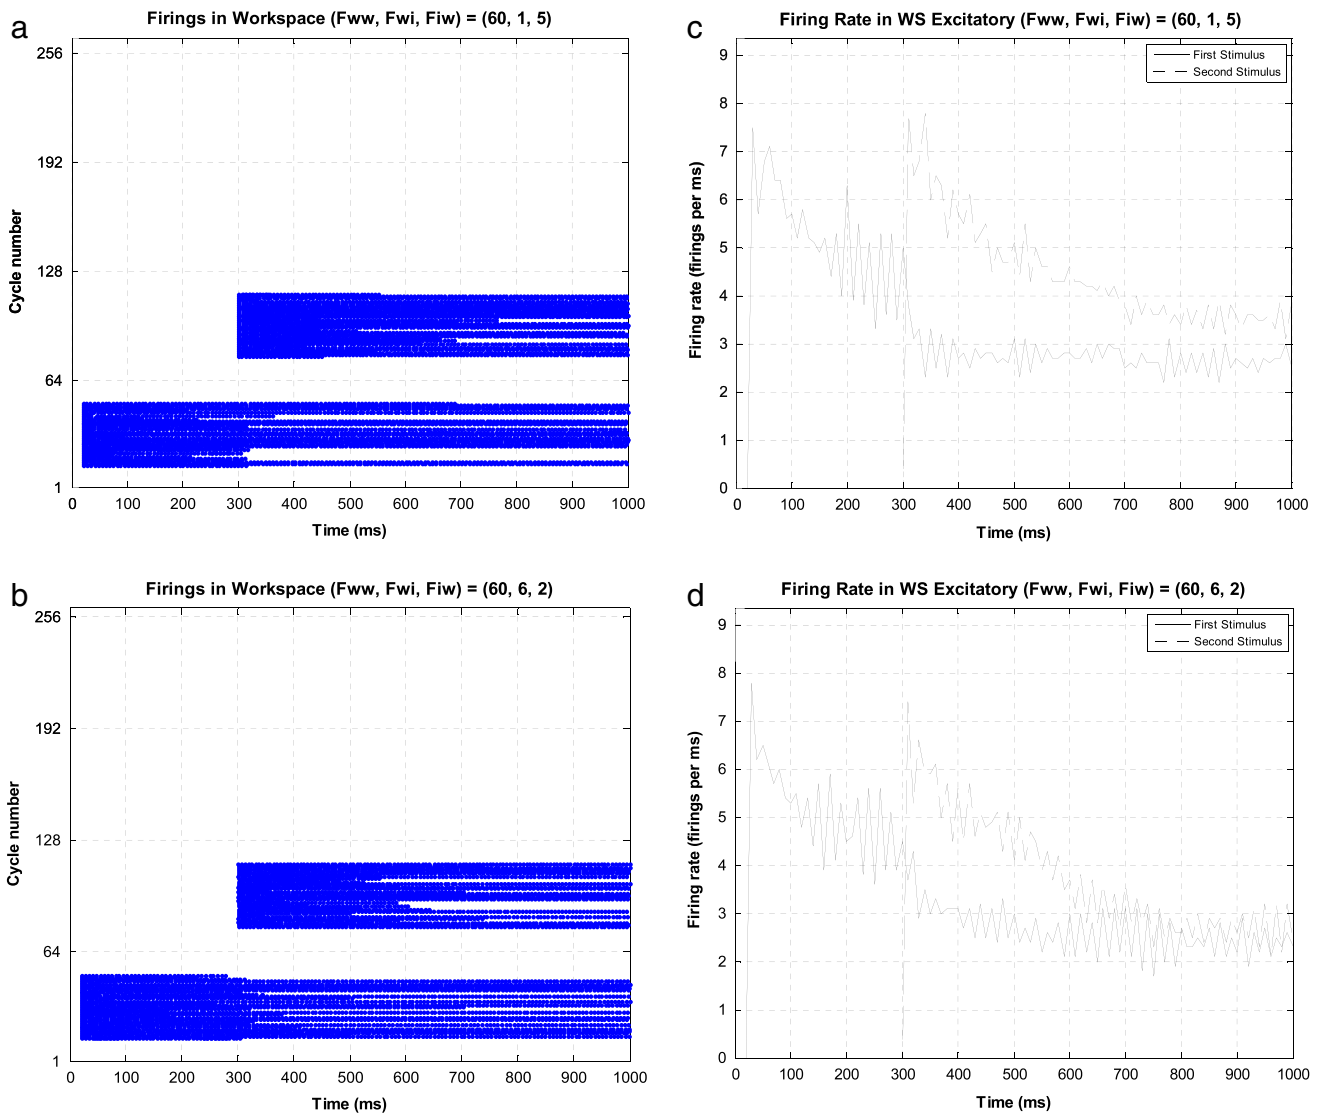 a
Firings in Workspace (Fww, Fwi, Fiw) = (60, 1, 5)
256
192
128
64
1
Cycle number
0 100 200 300 400 500 600 700 800 900 1000
Time (ms)
c
Firing Rate in WS Excitatory (Fww, Fwi, Fiw) = (60, 1, 5)
First Stimulus
Second Stimulus
9
8
7
6
5
4
3
2
1
0
Firing rate (firings per ms)
0 100 200 300 400 500 600 700 800 900 1000
Time (ms)
b
Firings in Workspace (Fww, Fwi, Fiw) = (60, 6, 2)
256
192
128
64
1
Cycle number
0 100 200 300 400 500 600 700 800 900 1000
Time (ms)
d
Firing Rate in WS Excitatory (Fww, Fwi, Fiw) = (60, 6, 2)
First Stimulus
Second Stimulus
9
8
7
6
5
4
3
2
1
0
Firing rate (firings per ms)
0 100 200 300 400 500 600 700 800 900 1000
Time (ms)